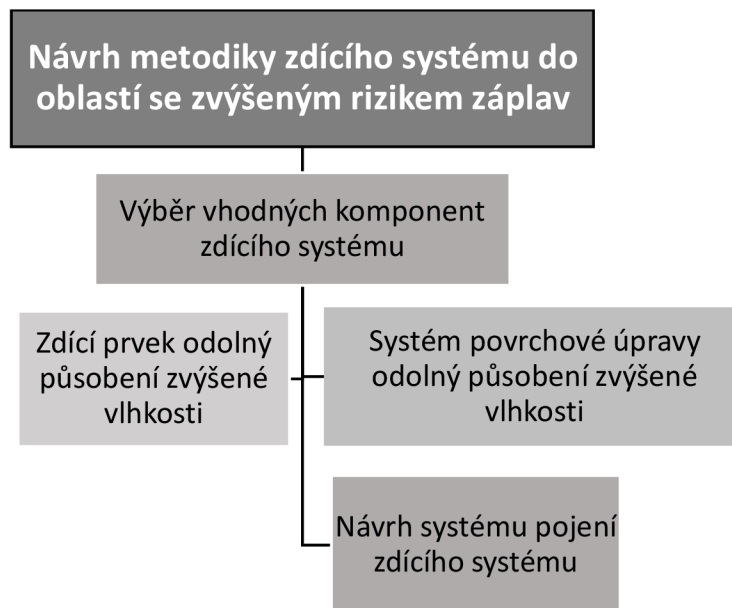 Návrh metodiky zdícího systému do
oblastí se zvýšeným rizikem záplav
Výběr vhodných komponent
zdícího systému
Zdící prvek odolný
působení zvýšené
vlhkosti
Systém povrchové úpravy
odolný působení zvýšené
vlhkosti
Návrh systému pojení
zdícího systému